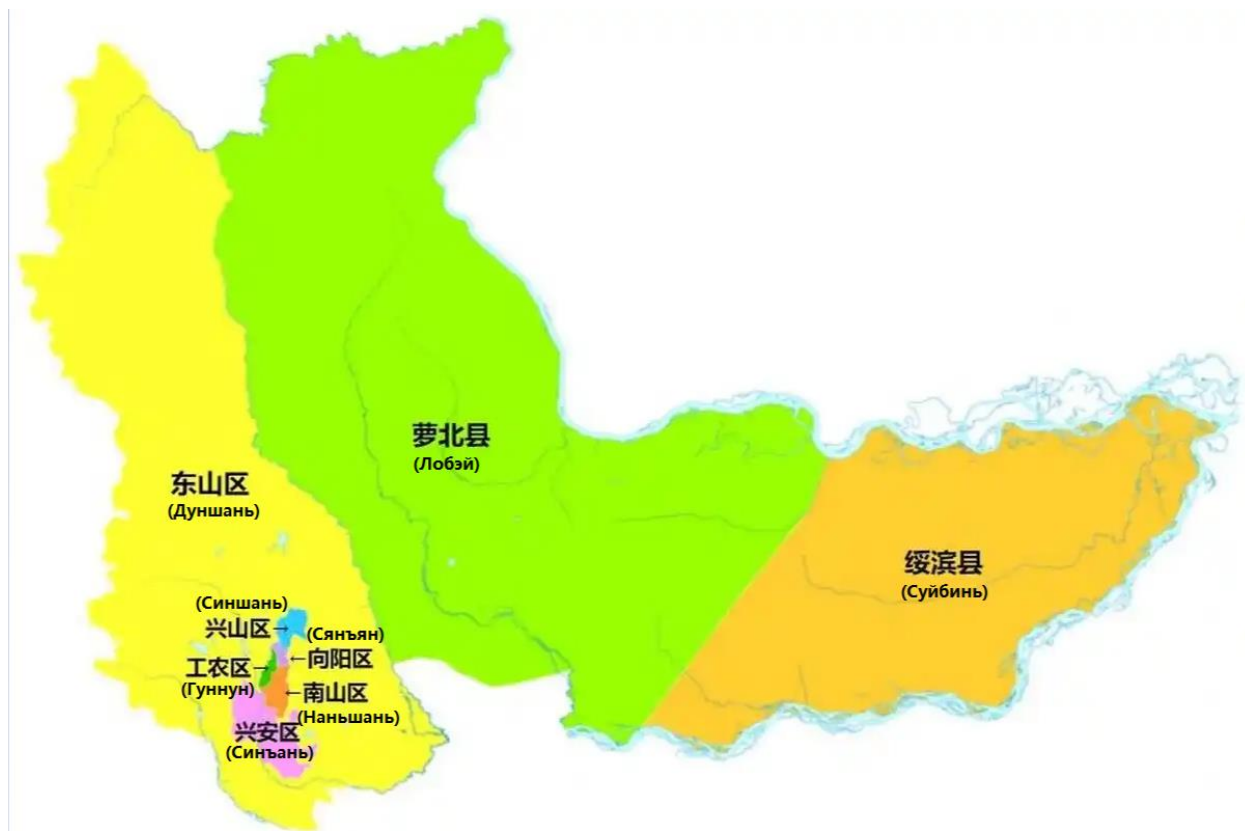 萝北县
(Лобэй)
东山区
(Дуншань)
绥滨县
(Суйбинь)
(Синшань)
兴山区→
(Сянъян)
←向阳区
工农区→
(Гуннун)
←南山区
(Наньшань)
兴安区
(Синъань)